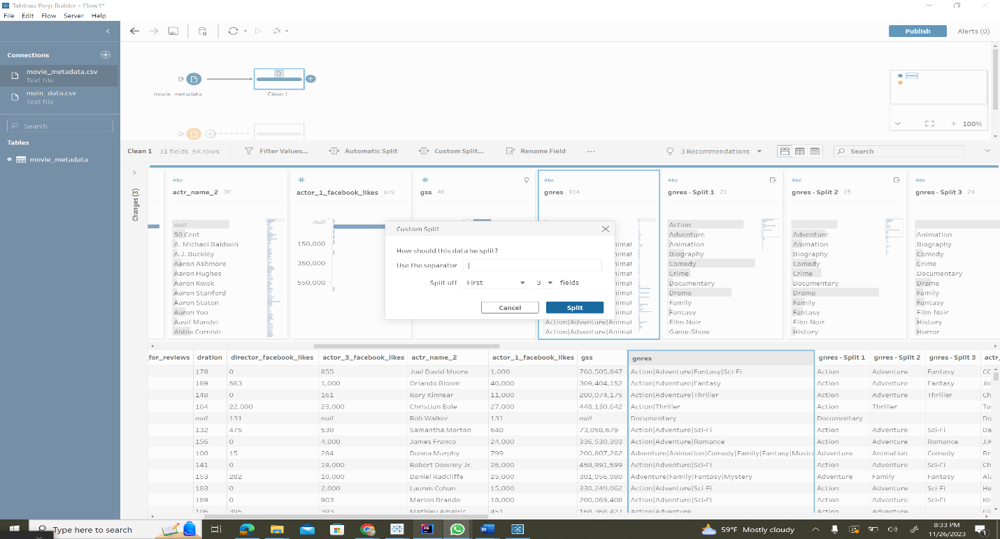 Tableau Prep Builder - Flow1*
File Edit Flow Server Help
Publish Alerts (0)
Connections
movie_metadata.csv
Text file
main_data.csv
Text file
Search
Tables
movie_metadata
movie_metadata
Clean 1
100%
Clean 1 31 fields 5K rows Filter Values... Automatic Split Custom Split... Rename Field ... 3 Recommendations Search
Changes (3)
Abc
actr_name_2 3K
null
50 Cent
A. Michael Baldwin
A.J. Buckley
Aaron Ashmore
Aaron Hughes
Aaron Kwok
Aaron Stanford
Aaron Staton
Aaron Yoo
Aasif Mandvi
Abbie Cornish
#
actor_1_facebook_likes 879
null
150,000
350,000
550,000
#
gss 4K
Abc
gnres 914
Action|Adventure|Animat
Action|Adventure|Animat
Abc
gnres - Split 1 21
Action
Adventure
Animation
Biography
Comedy
Crime
Documentary
Drama
Family
Fantasy
Film-Noir
Game-Show
Abc
gnres - Split 2 25
Adventure
Animation
Biography
Comedy
Crime
Documentary
Drama
Family
Fantasy
Film-Noir
History
Abc
gnres - Split 3 24
Animation
Biography
Comedy
Crime
Documentary
Drama
Family
Fantasy
Film-Noir
History
Horror
Custom Split
How should this data be split?
Use the separator |
Split off First 3 fields
Cancel Split
_for_reviews dration director_facebook_likes actor_3_facebook_likes actr_name_2 actor_1_facebook_likes gss gnres gnres - Split 1 gnres - Split 2 gnres - Split 3 actr_
178 0 855 Joel David Moore 1,000 760,505,847 Action|Adventure|Fantasy|Sci-Fi Action Adventure Fantasy CC
169 563 1,000 Orlando Bloom 40,000 309,404,152 Action|Adventure|Fantasy Action Adventure Fantasy Jo
148 0 161 Rory Kinnear 11,000 200,074,175 Action|Adventure|Thriller Action Adventure Thriller Ch
164 22,000 23,000 Christian Bale 27,000 448,130,642 Action|Thriller Action Thriller To
null 131 null Rob Walker 131 null Documentary Documentary Do
132 475 530 Samantha Morton 640 73,058,679 Action|Adventure|Sci-Fi Action Adventure Sci-Fi Da
156 0 4,000 James Franco 24,000 336,530,303 Action|Adventure|Romance Action Adventure Romance J.K
100 15 284 Donna Murphy 799 200,807,262 Adventure|Animation|Comedy|Family|Fantasy|Music Adventure Animation Comedy Br
141 0 19,000 Robert Downey Jr. 26,000 458,991,599 Action|Adventure|Sci-Fi Action Adventure Sci-Fi Ch
153 282 10,000 Daniel Radcliffe 25,000 301,956,980 Adventure|Family|Fantasy|Mystery Adventure Family Fantasy Ala
183 0 2,000 Lauren Cohan 15,000 330,249,062 Action|Adventure|Sci-Fi Action Adventure Sci-Fi He
169 0 903 Marlon Brando 18,000 200,069,408 Action|Adventure|Sci-Fi Action Adventure Sci-Fi Ke
106 395 393 Mathieu Amalric 451 168,368,427
Type here to search
59°F Mostly cloudy
8:33 PM
11/26/2023